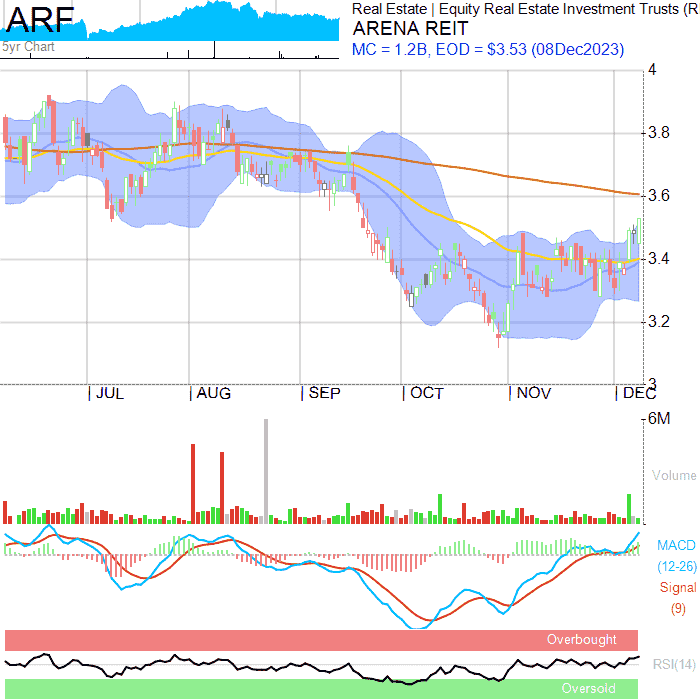 ARF
5yr Chart
Real Estate | Equity Real Estate Investment Trusts (R
ARENA REIT
MC = 1.2B, EOD = $3.53 (08Dec2023)
4
3.8
3.6
3.4
3.2
3
JUL
AUG
SEP
OCT
NOV
DEC
6M
Volume
MACD
(12-26)
Signal
(9)
Overbought
RSI(14)
Oversold